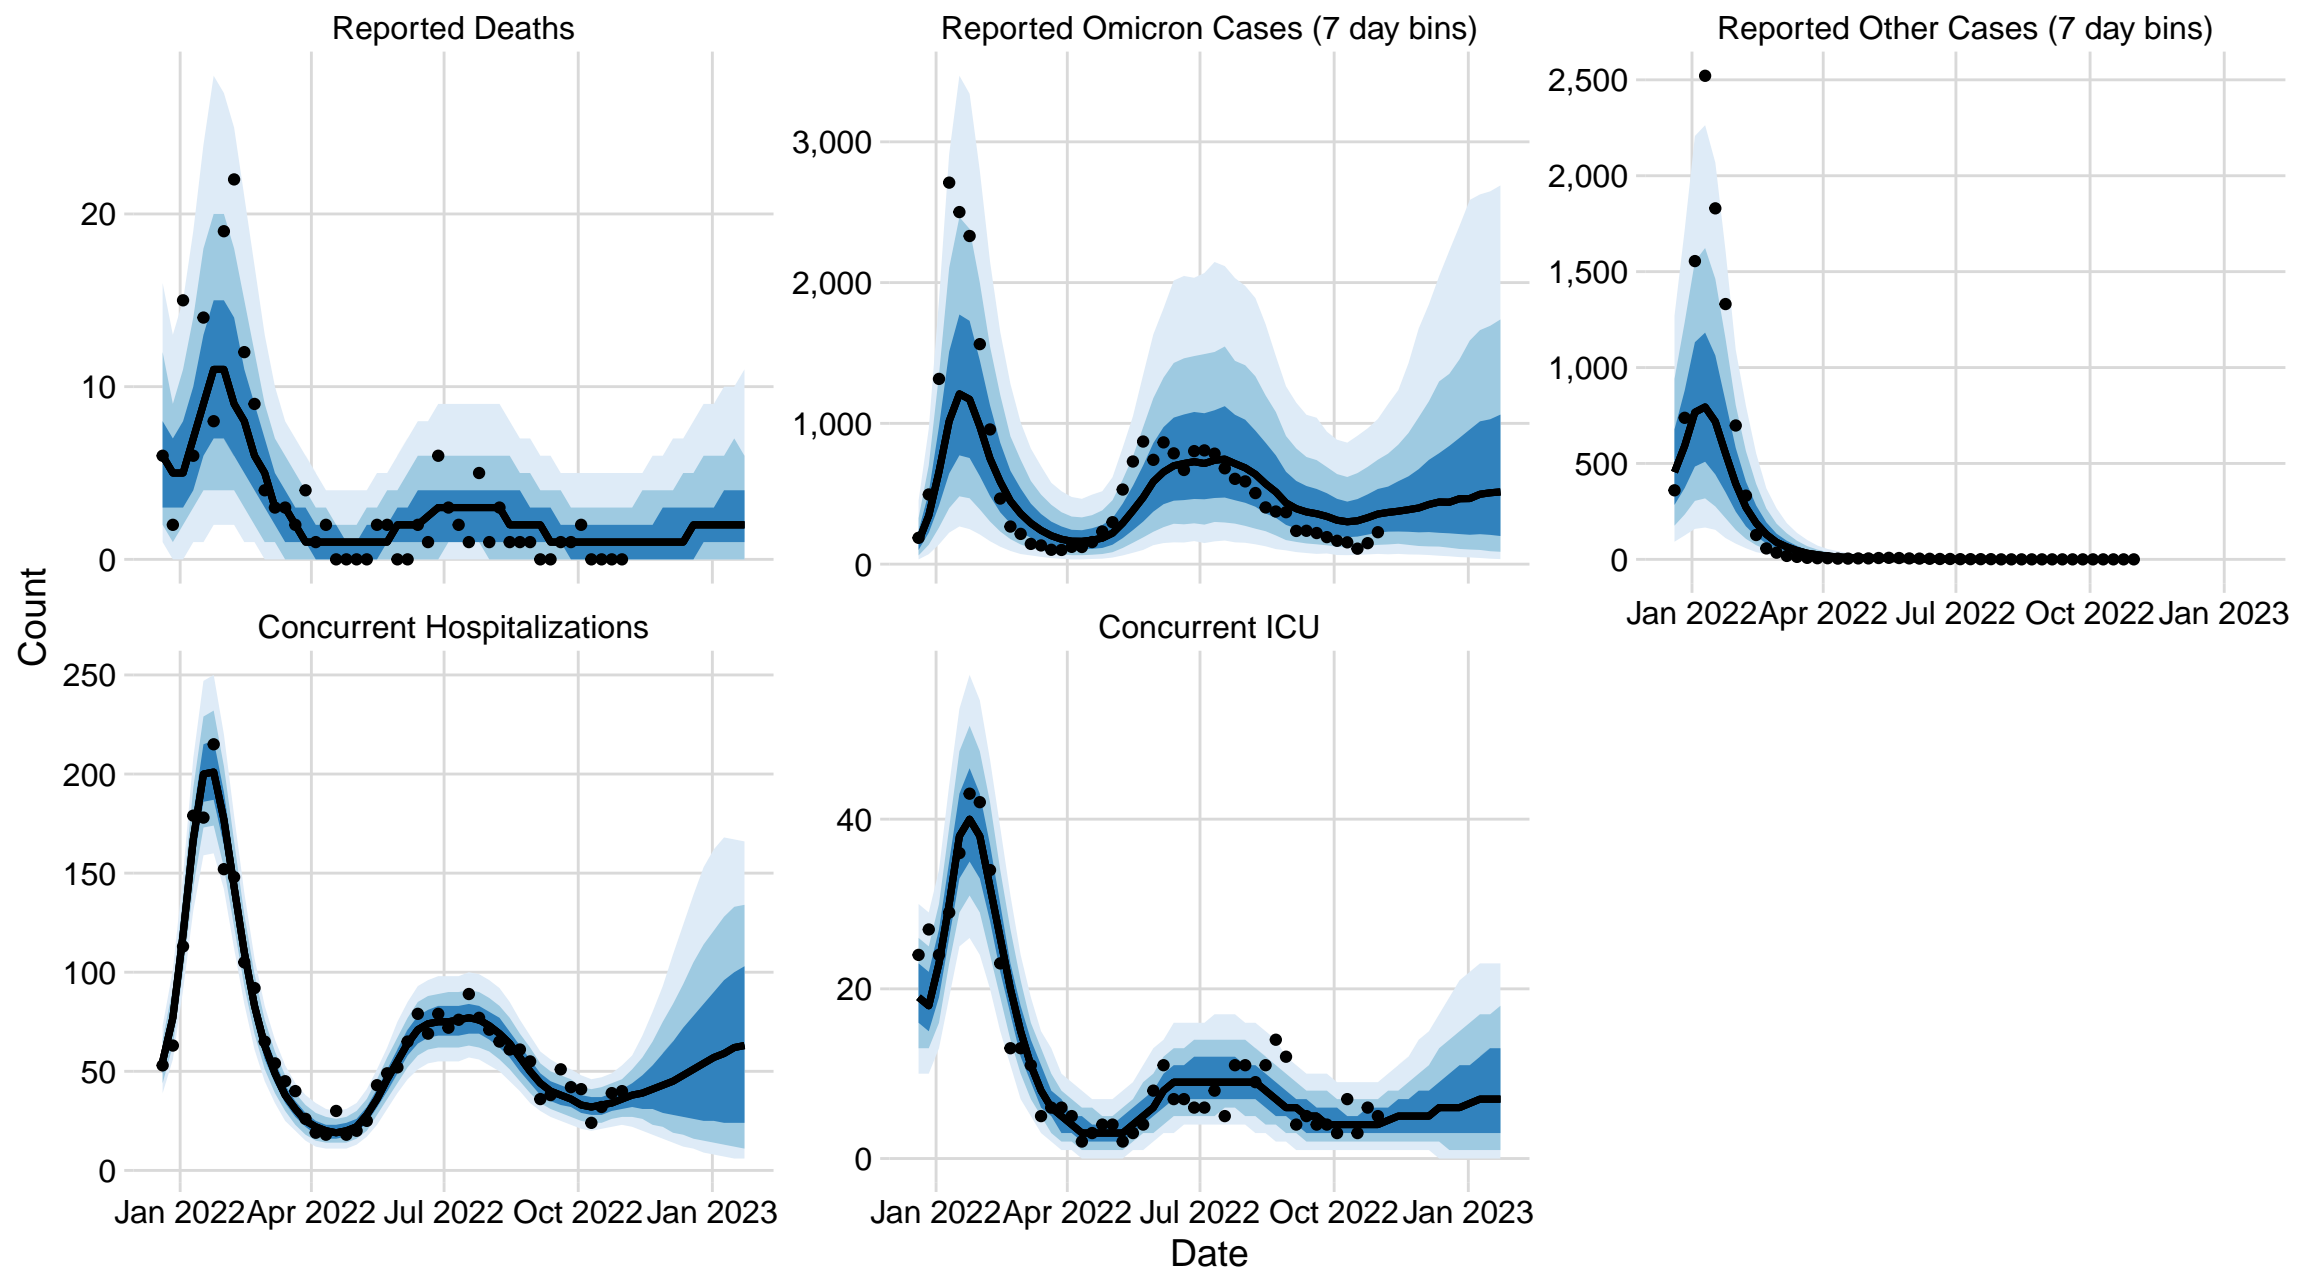 Reported Deaths
Reported Omicron Cases (7 day bins)
Reported Other Cases (7 day bins)
20
10
0
3,000
2,000
1,000
0
2,500
2,000
1,500
1,000
500
0
Jan 2022 Apr 2022 Jul 2022 Oct 2022 Jan 2023
Count
Concurrent Hospitalizations
Concurrent ICU
250
200
150
100
50
0
40
20
0
Jan 2022 Apr 2022 Jul 2022 Oct 2022 Jan 2023
Jan 2022 Apr 2022 Jul 2022 Oct 2022 Jan 2023
Date